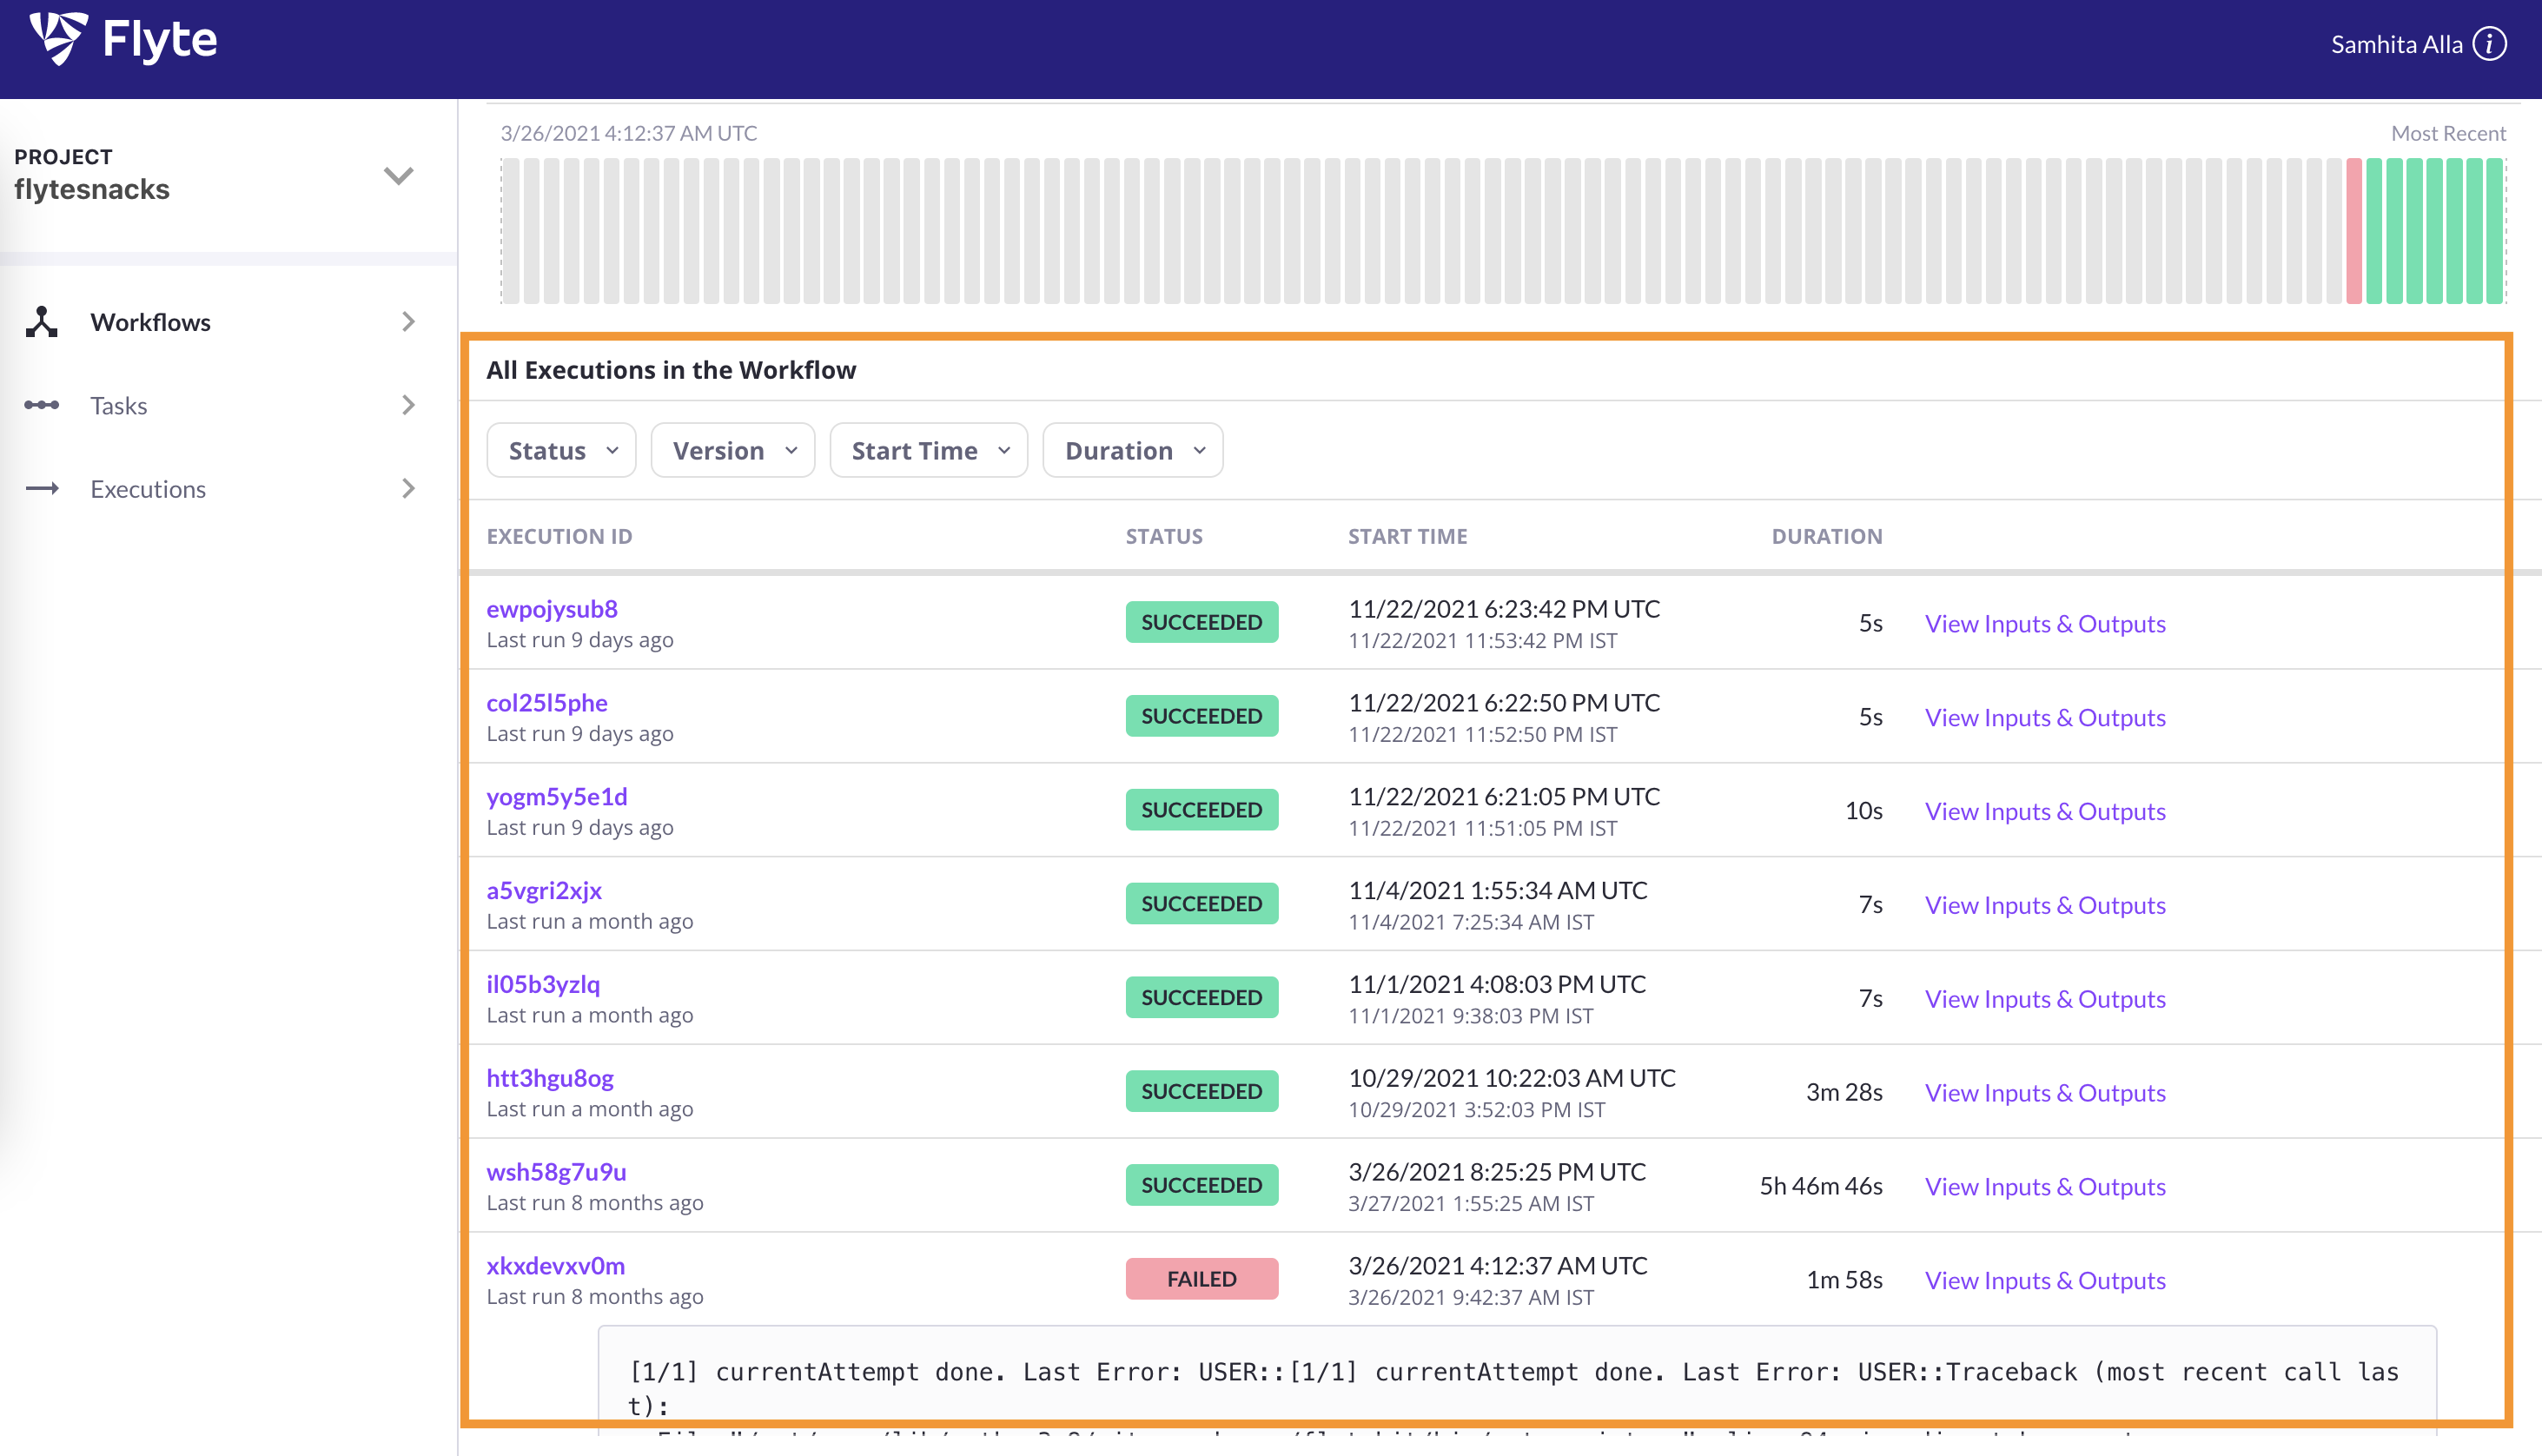 Flyte
Samhita Alla
PROJECT
flytesnacks
Workflows
Tasks
Executions
3/26/2021 4:12:37 AM UTC
Most Recent
All Executions in the Workflow
Status
Version
Start Time
Duration
EXECUTION ID STATUS START TIME DURATION
ewpojysub8
Last run 9 days ago
SUCCEEDED
11/22/2021 6:23:42 PM UTC
11/22/2021 11:53:42 PM IST
5s
View Inputs & Outputs
col25l5phe
Last run 9 days ago
SUCCEEDED
11/22/2021 6:22:50 PM UTC
11/22/2021 11:52:50 PM IST
5s
View Inputs & Outputs
yogm5y5e1d
Last run 9 days ago
SUCCEEDED
11/22/2021 6:21:05 PM UTC
11/22/2021 11:51:05 PM IST
10s
View Inputs & Outputs
a5vgri2xjx
Last run a month ago
SUCCEEDED
11/4/2021 1:55:34 AM UTC
11/4/2021 7:25:34 AM IST
7s
View Inputs & Outputs
il05b3yzlq
Last run a month ago
SUCCEEDED
11/1/2021 4:08:03 PM UTC
11/1/2021 9:38:03 PM IST
7s
View Inputs & Outputs
htt3hgu8og
Last run a month ago
SUCCEEDED
10/29/2021 10:22:03 AM UTC
10/29/2021 3:52:03 PM IST
3m 28s
View Inputs & Outputs
wsh58g7u9u
Last run 8 months ago
SUCCEEDED
3/26/2021 8:25:25 PM UTC
3/27/2021 1:55:25 AM IST
5h 46m 46s
View Inputs & Outputs
xkxdevxv0m
Last run 8 months ago
FAILED
3/26/2021 4:12:37 AM UTC
3/26/2021 9:42:37 AM IST
1m 58s
View Inputs & Outputs
[1/1] currentAttempt done. Last Error: USER::[1/1] currentAttempt done. Last Error: USER::Traceback (most recent call las
t):